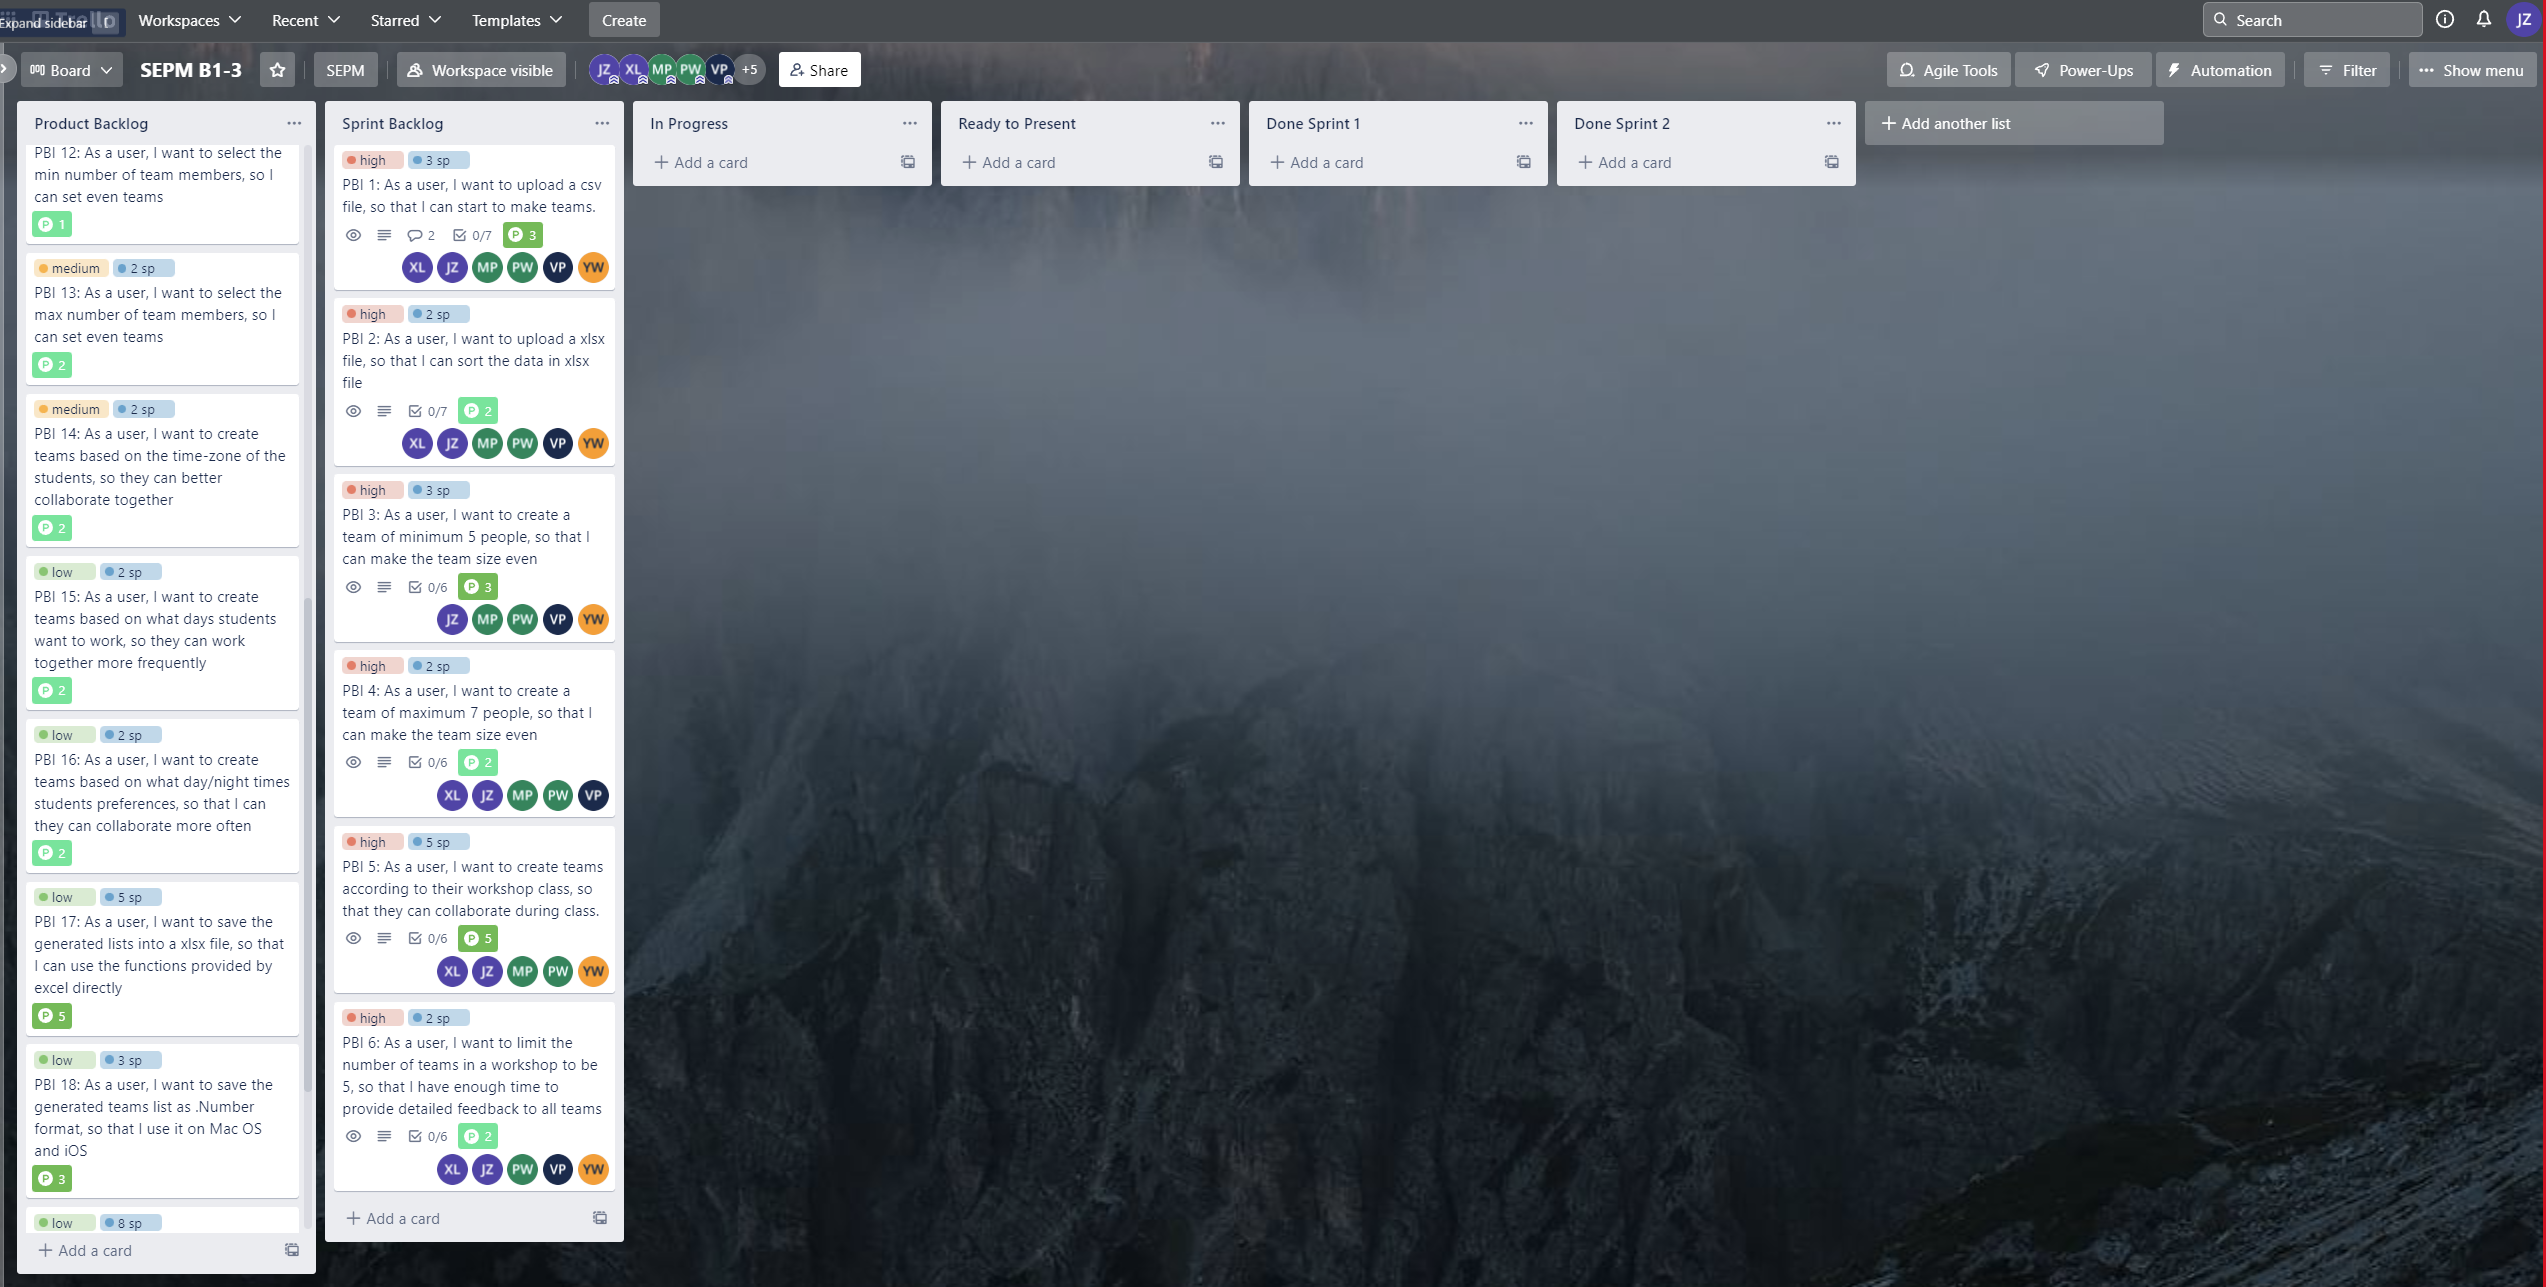 Expand sidebar
Workspaces
Recent
Starred
Templates
Create
Search
JZ
Board
SEPM B1-3
SEPM
Workspace visible
JZ XL MP PW VP +5
Share
Agile Tools
Power-Ups
Automation
Filter
Show menu
Product Backlog
PBI 12: As a user, I want to select the
min number of team members, so I
can set even teams
P 1
medium 2 sp
PBI 13: As a user, I want to select the
max number of team members, so I
can set even teams
P 2
medium 2 sp
PBI 14: As a user, I want to create
teams based on the time-zone of the
students, so they can better
collaborate together
P 2
low 2 sp
PBI 15: As a user, I want to create
teams based on what days students
want to work, so they can work
together more frequently
P 2
low 2 sp
PBI 16: As a user, I want to create
teams based on what day/night times
students preferences, so that I can
they can collaborate more often
P 2
low 5 sp
PBI 17: As a user, I want to save the
generated lists into a xlsx file, so that
I can use the functions provided by
excel directly
P 5
low 3 sp
PBI 18: As a user, I want to save the
generated teams list as .Number
format, so that I use it on Mac OS
and iOS
P 3
low 8 sp
+ Add a card
Sprint Backlog
high 3 sp
PBI 1: As a user, I want to upload a csv
file, so that I can start to make teams.
2 0/7 P 3
XL JZ MP PW VP YW
high 2 sp
PBI 2: As a user, I want to upload a xlsx
file, so that I can sort the data in xlsx
file
0/7 P 2
XL JZ MP PW VP YW
high 3 sp
PBI 3: As a user, I want to create a
team of minimum 5 people, so that I
can make the team size even
0/6 P 3
JZ MP PW VP YW
high 2 sp
PBI 4: As a user, I want to create a
team of maximum 7 people, so that I
can make the team size even
0/6 P 2
XL JZ MP PW VP
high 5 sp
PBI 5: As a user, I want to create teams
according to their workshop class, so
that they can collaborate during class.
0/6 P 5
XL JZ MP PW YW
high 2 sp
PBI 6: As a user, I want to limit the
number of teams in a workshop to be
5, so that I have enough time to
provide detailed feedback to all teams
0/6 P 2
XL JZ PW VP YW
+ Add a card
In Progress
+ Add a card
Ready to Present
+ Add a card
Done Sprint 1
+ Add a card
Done Sprint 2
+ Add a card
+ Add another list